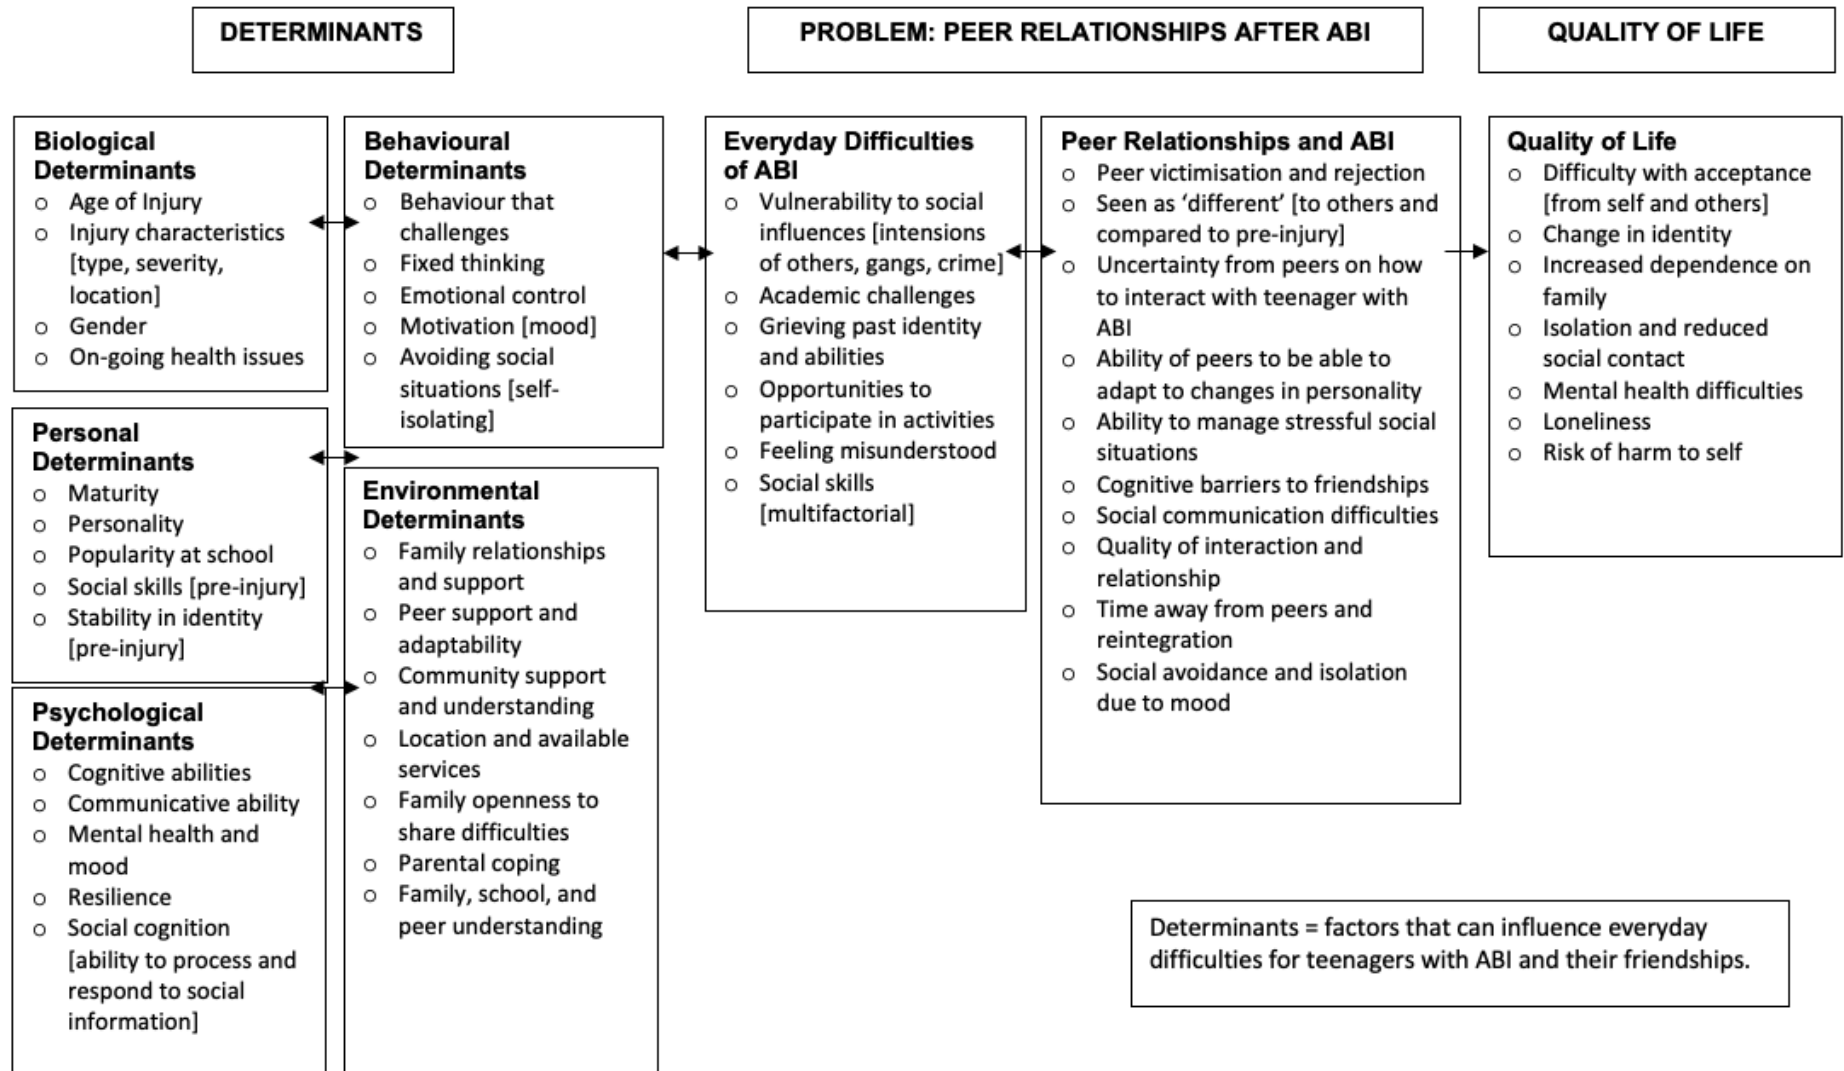 DETERMINANTS
PROBLEM: PEER RELATIONSHIPS AFTER ABI
QUALITY OF LIFE
Biological
Determinants
o Age of Injury
o Injury characteristics
[type, severity,
location]
o Gender
o On-going health issues
Personal
Determinants
o Maturity
o Personality
o Popularity at school
o Social skills [pre-injury]
o Stability in identity
[pre-injury]
Psychological
Determinants
o Cognitive abilities
o Communicative ability
o Mental health and
mood
o Resilience
o Social cognition
[ability to process and
respond to social
information]
Behavioural
Determinants
o Behaviour that
challenges
o Fixed thinking
o Emotional control
o Motivation [mood]
o Avoiding social
situations [self-
isolating]
Environmental
Determinants
o Family relationships
and support
o Peer support and
adaptability
o Community support
and understanding
o Location and available
services
o Family openness to
share difficulties
o Parental coping
o Family, school, and
peer understanding
Everyday Difficulties
of ABI
o Vulnerability to social
influences [intensions
of others, gangs, crime]
o Academic challenges
o Grieving past identity
and abilities
o Opportunities to
participate in activities
o Feeling misunderstood
o Social skills
[multifactorial]
Peer Relationships and ABI
o Peer victimisation and rejection
o Seen as ‘different’ [to others and
compared to pre-injury]
o Uncertainty from peers on how
to interact with teenager with
ABI
o Ability of peers to be able to
adapt to changes in personality
o Ability to manage stressful social
situations
o Cognitive barriers to friendships
o Social communication difficulties
o Quality of interaction and
relationship
o Time away from peers and
reintegration
o Social avoidance and isolation
due to mood
Quality of Life
o Difficulty with acceptance
[from self and others]
o Change in identity
o Increased dependence on
family
o Isolation and reduced
social contact
o Mental health difficulties
o Loneliness
o Risk of harm to self
Determinants = factors that can influence everyday
difficulties for teenagers with ABI and their friendships.